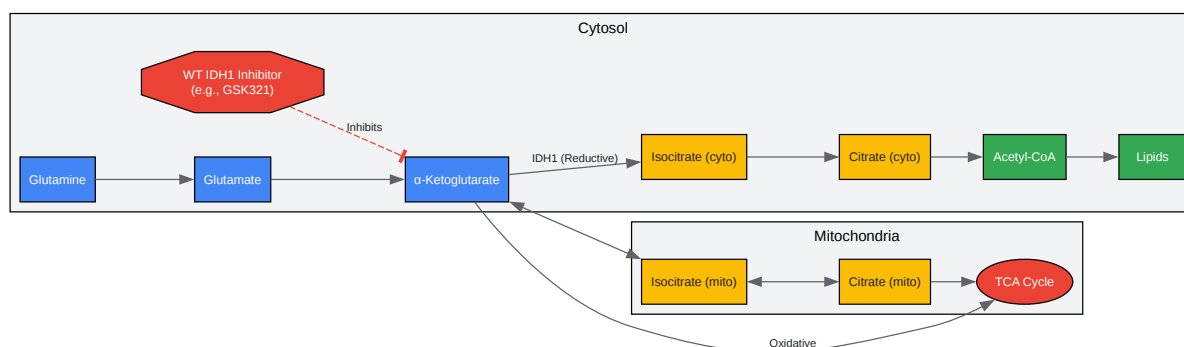 Cytosol
WT IDH1 Inhibitor
(e.g., GSK321)
Inhibits
Glutamine
Glutamate
α-Ketoglutarate
IDH1 (Reductive)
Isocitrate (cyto)
Citrate (cyto)
Acetyl-CoA
Lipids
Mitochondria
Isocitrate (mito)
Citrate (mito)
TCA Cycle
Oxidative